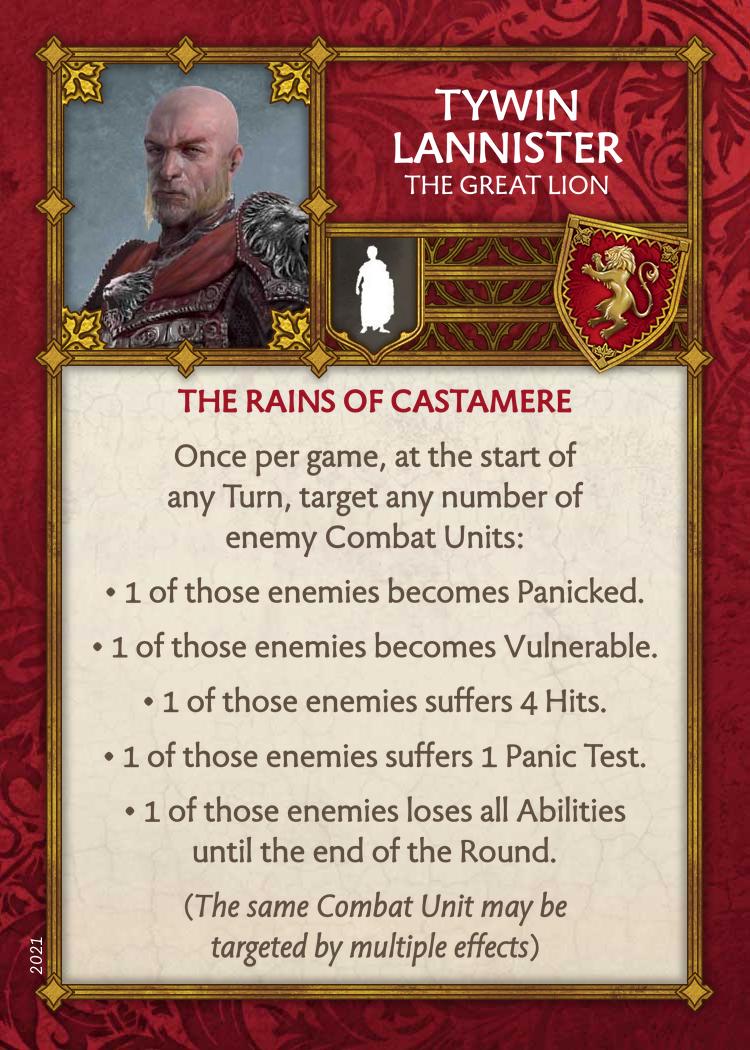 TYWIN
LANNISTER
THE GREAT LION
THE RAINS OF CASTAMERE
Once per game, at the start of
any Turn, target any number of
enemy Combat Units:
• 1 of those enemies becomes Panicked.
• 1 of those enemies becomes Vulnerable.
• 1 of those enemies suffers 4 Hits.
• 1 of those enemies suffers 1 Panic Test.
• 1 of those enemies loses all Abilities
until the end of the Round.
(The same Combat Unit may be
targeted by multiple effects)
2021